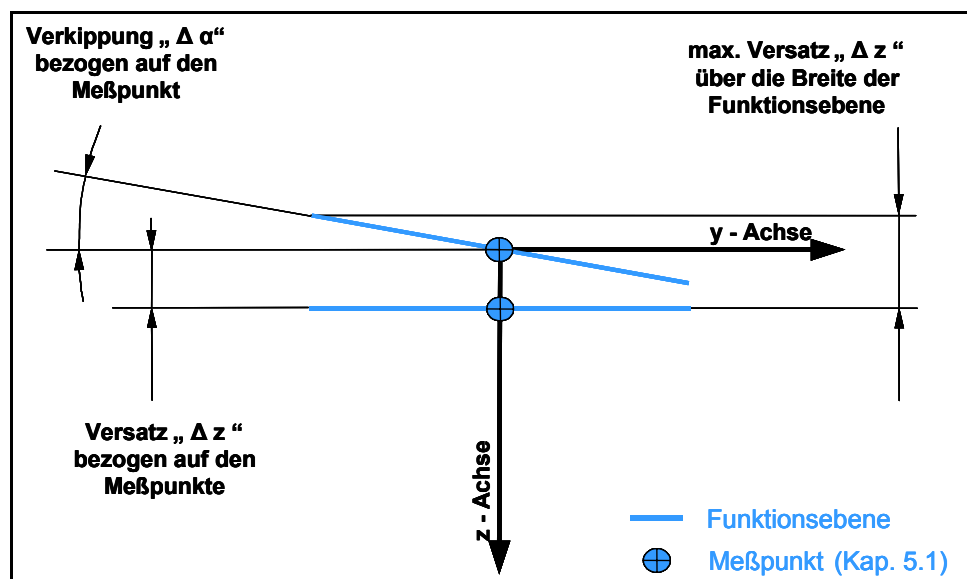 Verkippung „ Δ α“
bezogen auf den
Meßpunkt
max. Versatz „ Δ z “
über die Breite der
Funktionsebene
y - Achse
Versatz „ Δ z “
bezogen auf den
Meßpunkte
z - Achse
Funktionsebene
Meßpunkt (Kap. 5.1)